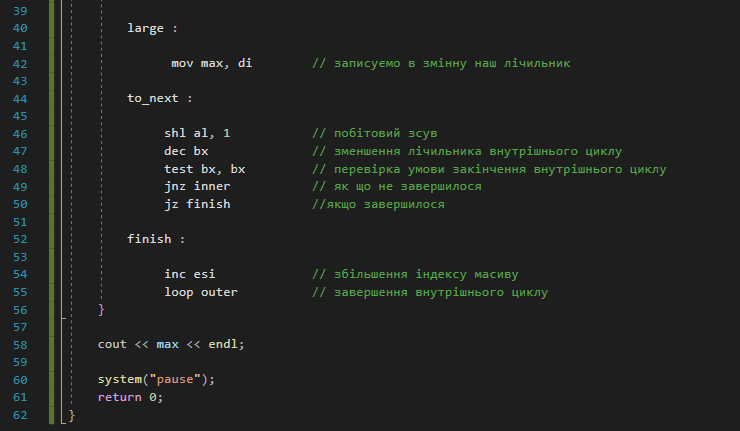 39
40 large :
41
42 mov max, di // записуємо в змінну наш лічильник
43
44 to_next :
45
46 shl al, 1 // побітовий зсув
47 dec bx // зменшення лічильника внутрішнього циклу
48 test bx, bx // перевірка умови закінчення внутрішнього циклу
49 jnz inner // як що не завершилося
50 jz finish //якщо завершилося
51
52 finish :
53
54 inc esi // збільшення індексу масиву
55 loop outer // завершення внутрішнього циклу
56 }
57
58 cout << max << endl;
59
60 system("pause");
61 return 0;
62 }